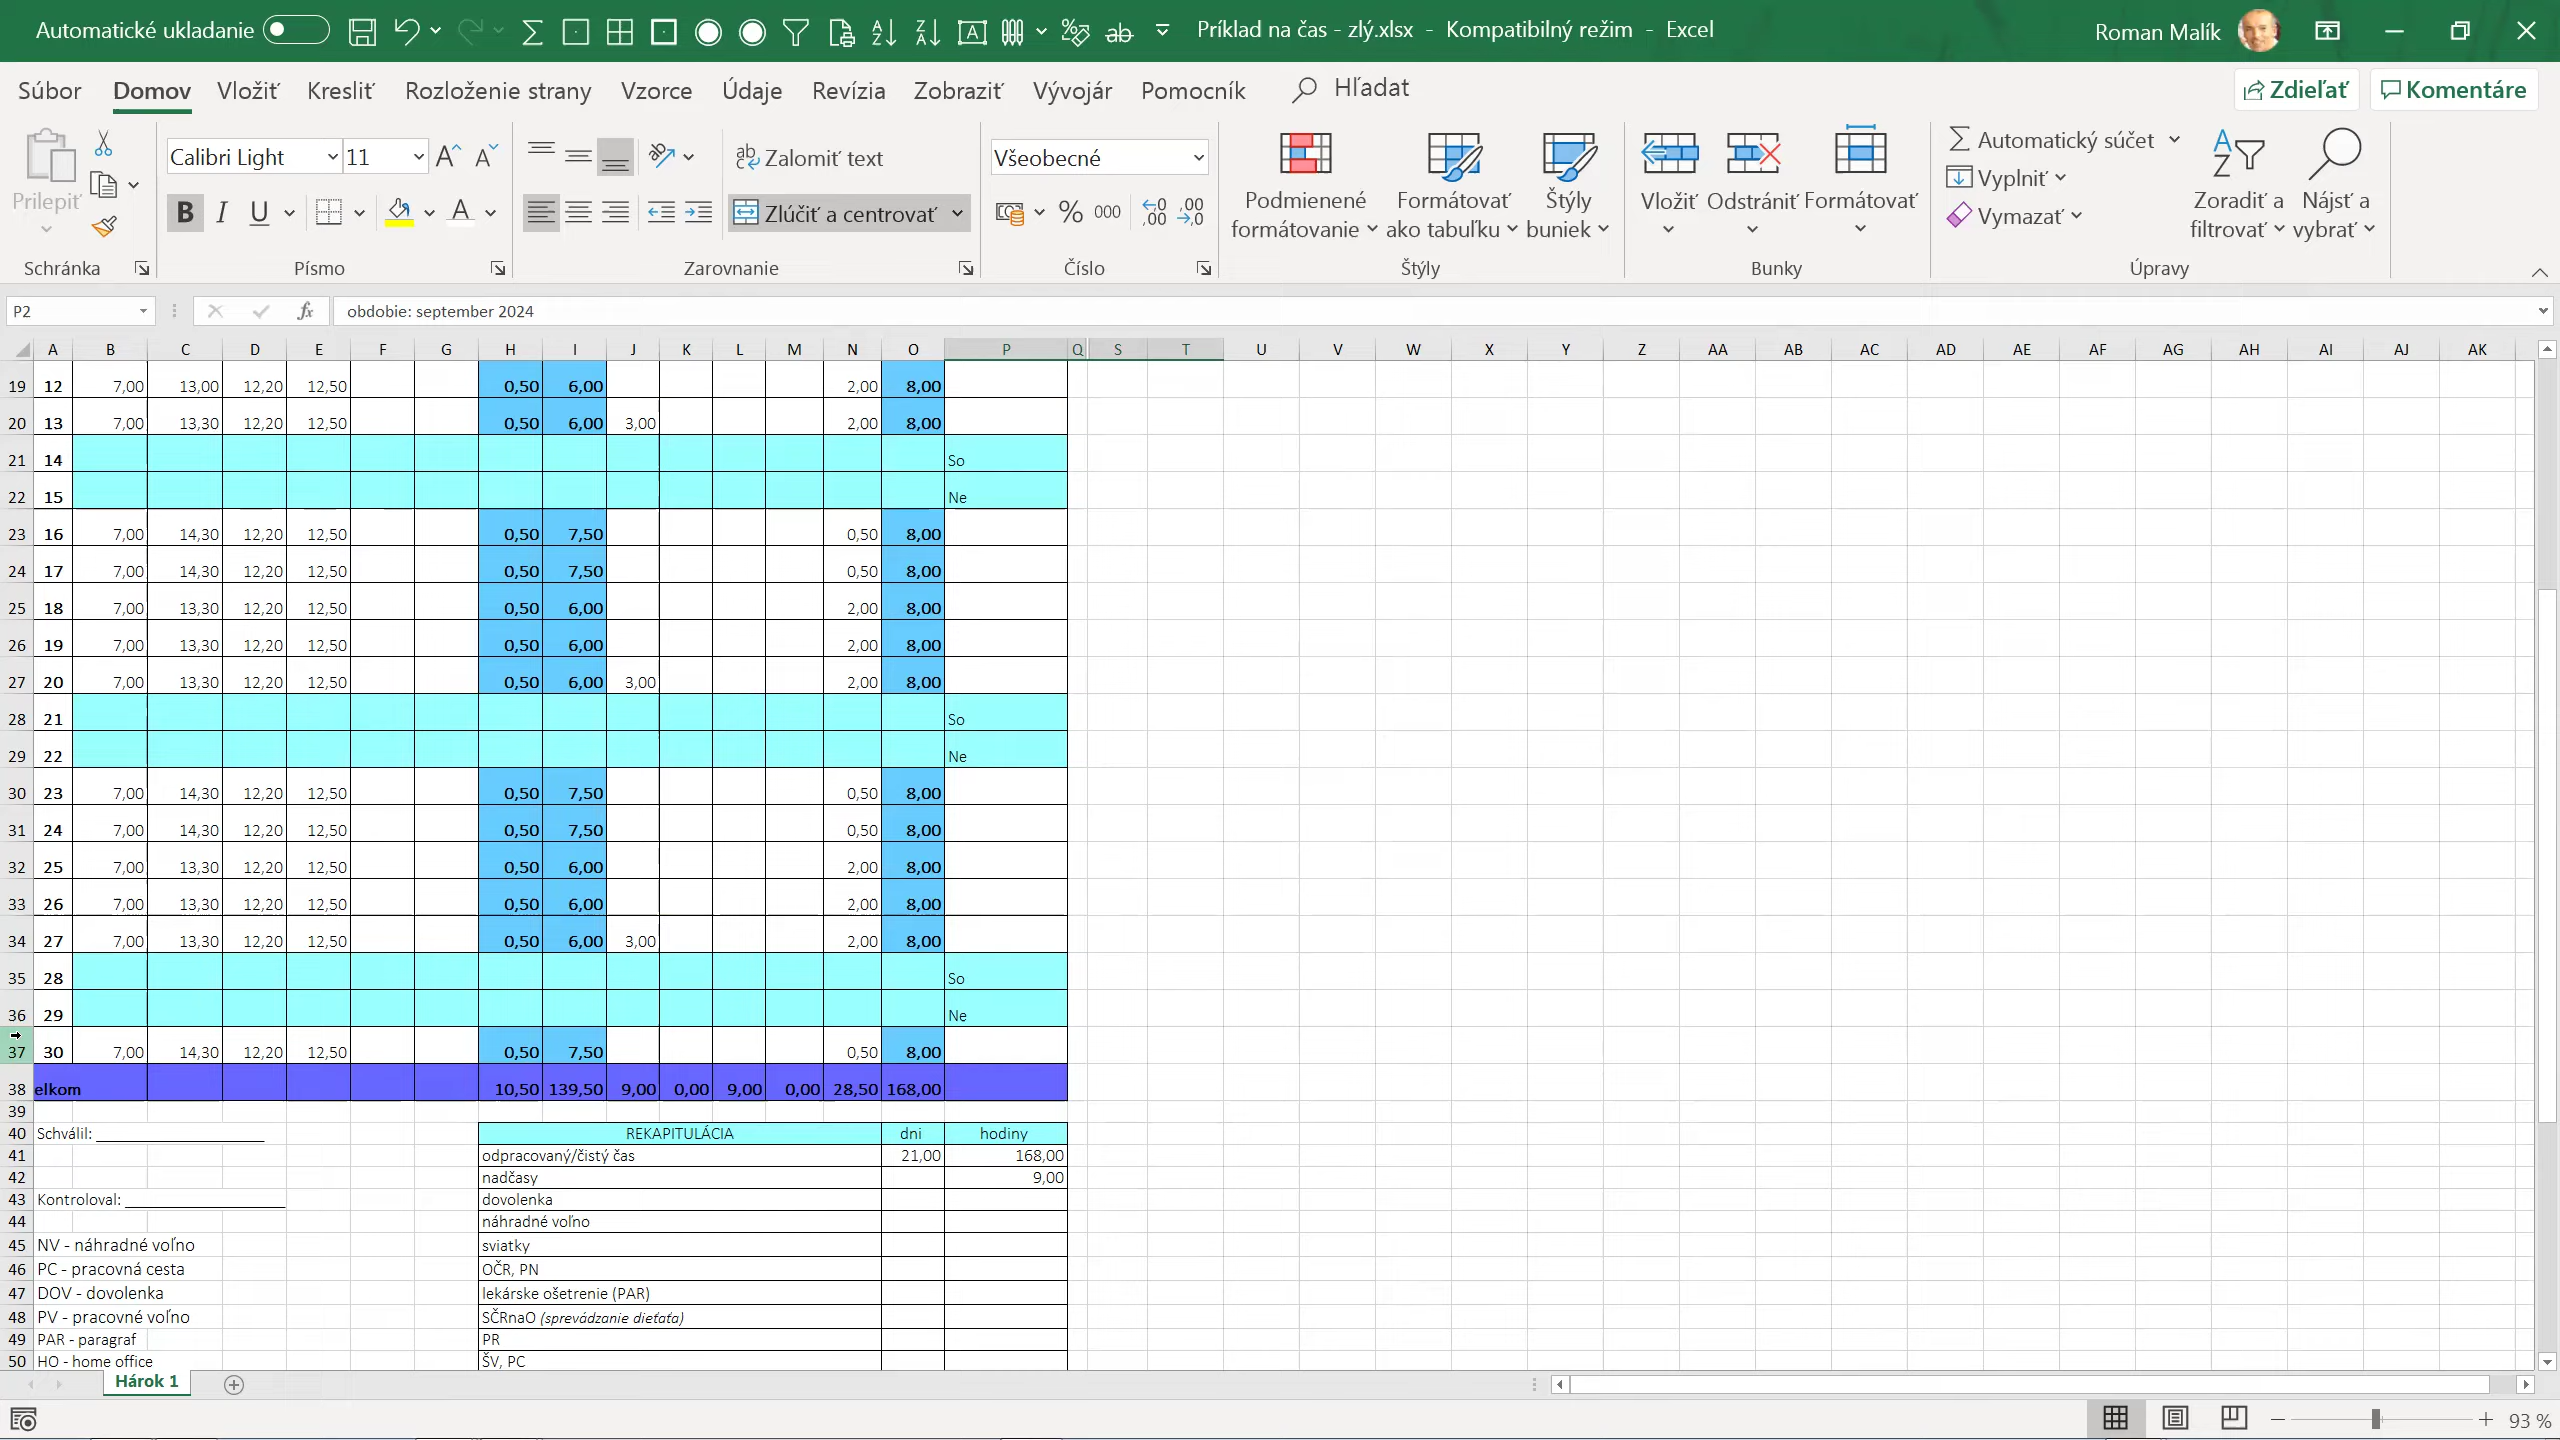 Automatické ukladanie
Príklad na čas - zlý.xlsx - Kompatibilný režim - Excel
Roman Malík
Súbor Domov Vložiť Kresliť Rozloženie strany Vzorce Údaje Revízia Zobraziť Vývojár Pomocník Hľadať Zdieľať Komentáre
Prilepiť
Schránka
Calibri Light 11
B I U
Písmo
Zalomiť text
Zlúčiť a centrovať
Zarovnanie
Všeobecné
% 000 ,00 ,00
Číslo
Podmienené formátovanie
Formátovať ako tabuľku
Štýly buniek
Štýly
Vložiť Odstrániť Formátovať
Bunky
Automatický súčet
Vyplniť
Vymazať
Zoradiť a filtrovať
Nájsť a vybrať
Úpravy
P2 fx obdobie: september 2024
A B C D E F G H I J K L M N O P Q S T U V W X Y Z AA AB AC AD AE AF AG AH AI AJ AK
19 12 7,00 13,00 12,20 12,50 0,50 6,00 2,00 8,00
20 13 7,00 13,30 12,20 12,50 0,50 6,00 3,00 2,00 8,00
21 14 So
22 15 Ne
23 16 7,00 14,30 12,20 12,50 0,50 7,50 0,50 8,00
24 17 7,00 14,30 12,20 12,50 0,50 7,50 0,50 8,00
25 18 7,00 13,30 12,20 12,50 0,50 6,00 2,00 8,00
26 19 7,00 13,30 12,20 12,50 0,50 6,00 2,00 8,00
27 20 7,00 13,30 12,20 12,50 0,50 6,00 3,00 2,00 8,00
28 21 So
29 22 Ne
30 23 7,00 14,30 12,20 12,50 0,50 7,50 0,50 8,00
31 24 7,00 14,30 12,20 12,50 0,50 7,50 0,50 8,00
32 25 7,00 13,30 12,20 12,50 0,50 6,00 2,00 8,00
33 26 7,00 13,30 12,20 12,50 0,50 6,00 2,00 8,00
34 27 7,00 13,30 12,20 12,50 0,50 6,00 3,00 2,00 8,00
35 28 So
36 29 Ne
37 30 7,00 14,30 12,20 12,50 0,50 7,50 0,50 8,00
38 elkom 10,50 139,50 9,00 0,00 9,00 0,00 28,50 168,00
39
40 Schválil: ____________________ REKAPITULÁCIA dni hodiny
41 odpracovaný/čistý čas 21,00 168,00
42 nadčasy 9,00
43 Kontroloval: ___________________ dovolenka
44 náhradné voľno
45 NV - náhradné voľno sviatky
46 PC - pracovná cesta OČR, PN
47 DOV - dovolenka lekárske ošetrenie (PAR)
48 PV - pracovné voľno SČRnaO (sprevádzanie dieťaťa)
49 PAR - paragraf PR
50 HO - home office ŠV, PC
Hárok 1
93 %